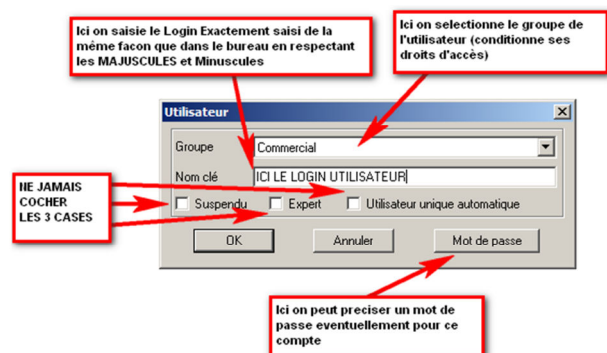 Ici on saisie le Login Exactement saisi de la
même facon que dans le bureau en respectant
les MAJUSCULES et Minuscules
Ici on selectionne le groupe de
l'utilisateur (conditionne ses
droits d'accès)
Utilisateur
Groupe
Commercial
Nom clé
ICI LE LOGIN UTILISATEUR
NE JAMAIS
COCHER
LES 3 CASES
Suspendu
Expert
Utilisateur unique automatique
OK
Annuler
Mot de passe
Ici on peut preciser un mot de
passe eventuellement pour ce
compte